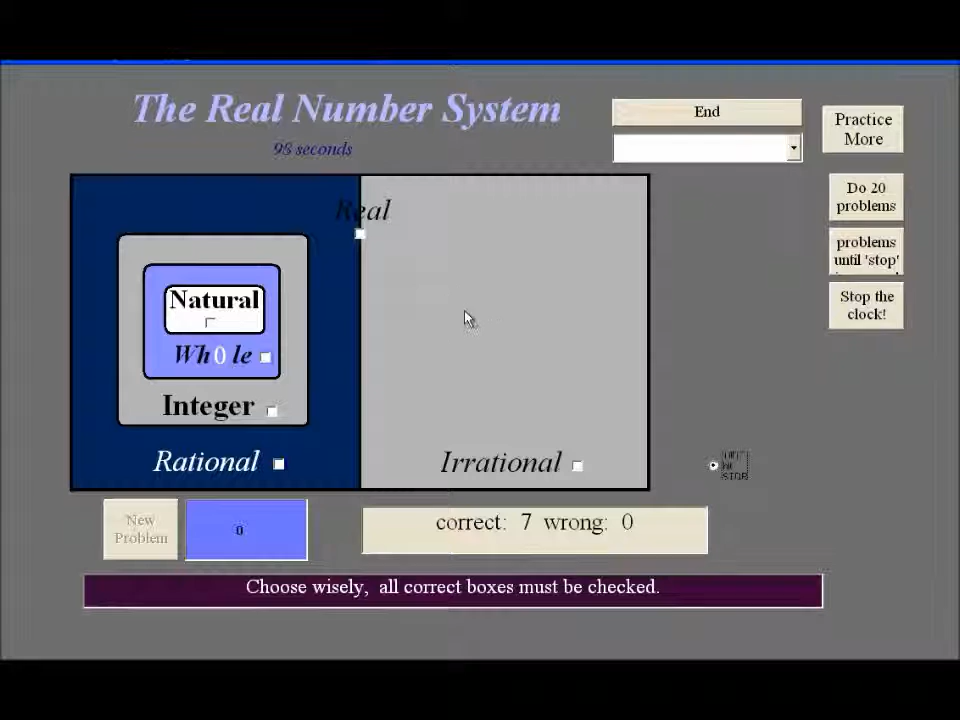 The Real Number System
98 seconds
End
Practice
More
Do 20
problems
problems
until 'stop'
Stop the
clock!
Real
Natural
Wh0le
Integer
Rational
Irrational
New
Problem
0
correct: 7 wrong: 0
Choose wisely, all correct boxes must be checked.